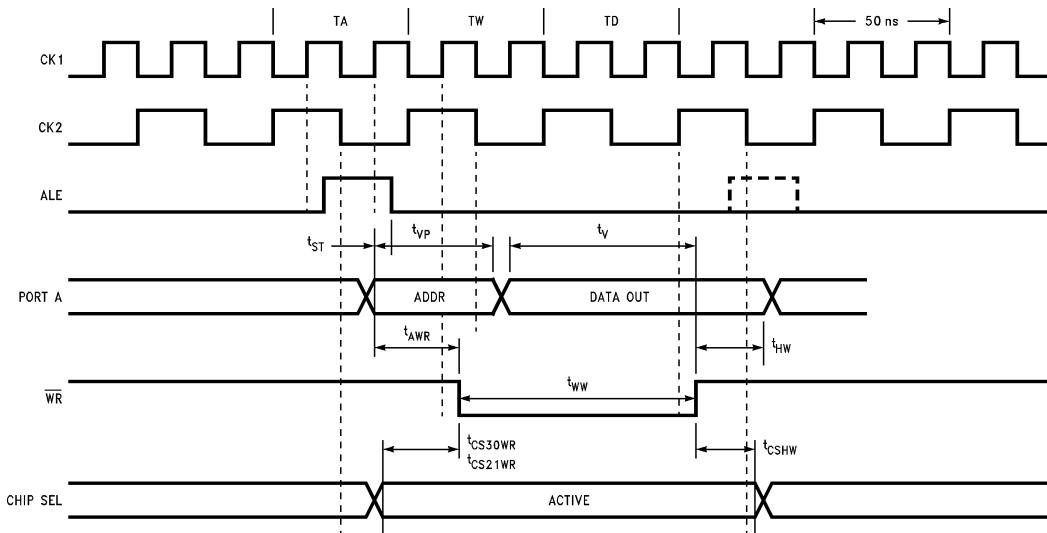 TA TW TD 50 ns
CK1
CK2
ALE
tST tVP tV
PORT A ADDR DATA OUT
tAWR tHW
WR tWW
tCS30WR tCSHW
tCS21WR
CHIP SEL ACTIVE